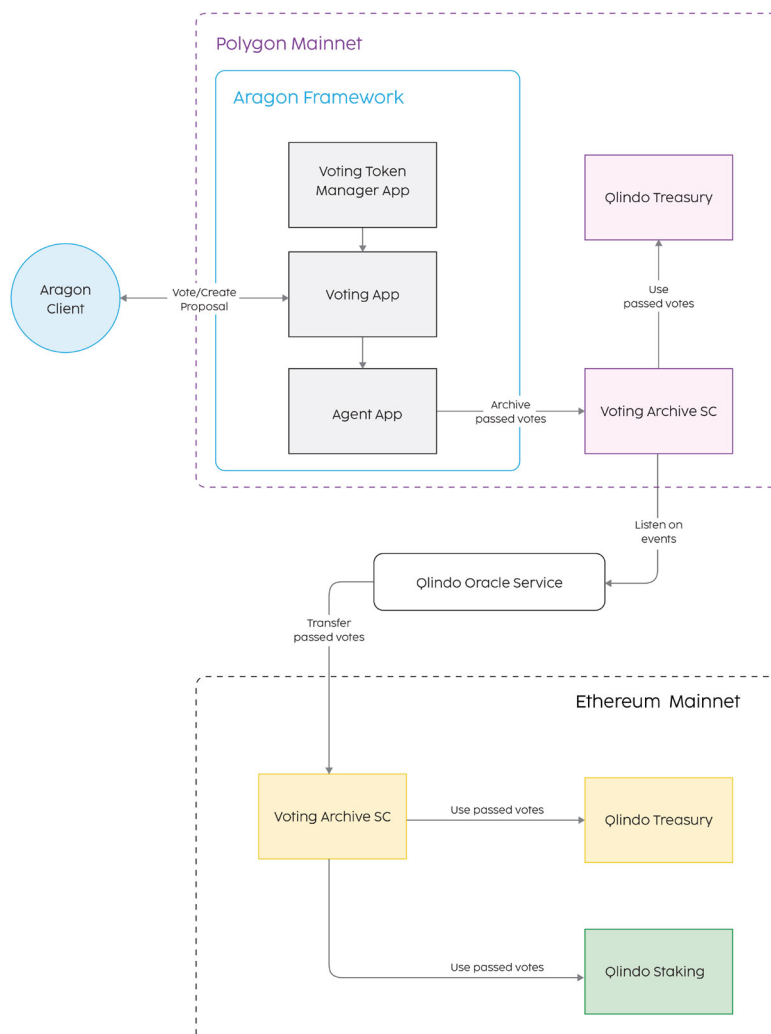 Polygon Mainnet
Aragon Framework
Voting Token
Manager App
Qlindo Treasury
Aragon
Client
Vote/Create
Proposal
Voting App
Use
passed votes
Agent App
Archive
passed votes
Voting Archive SC
Listen on
events
Qlindo Oracle Service
Transfer
passed votes
Ethereum Mainnet
Voting Archive SC
Use passed votes
Qlindo Treasury
Use passed votes
Qlindo Staking